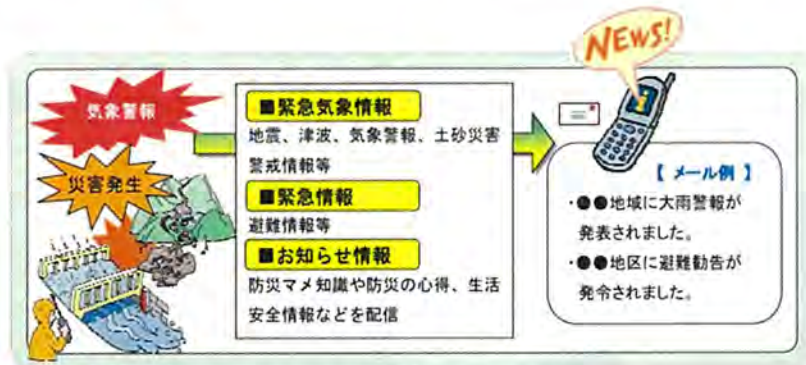 NEWS!
気象警報
災害発生
■緊急気象情報
地震、津波、気象警報、土砂災害
警戒情報等
■緊急情報
避難情報等
■お知らせ情報
防災マメ知識や防災の心得、生活
安全情報などを配信
【 メール例 】
・●●地域に大雨警報が
発表されました。
・●●地区に避難勧告が
発令されました。